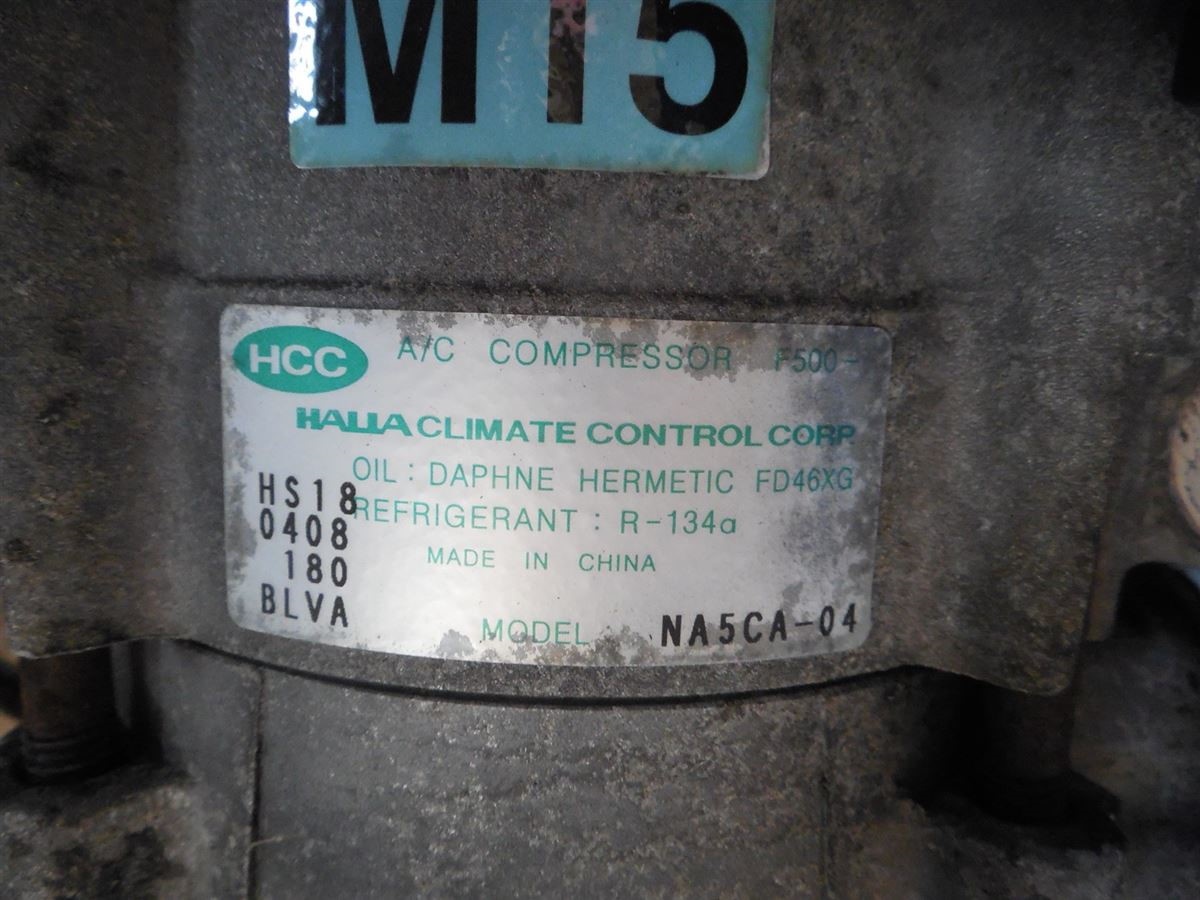 M15
HCC
A/C COMPRESSOR F500-
HALLA CLIMATE CONTROL CORP.
OIL : DAPHNE HERMETIC FD46XG
HS18
REFRIGERANT : R-134a
0408
MADE IN CHINA
180
BLVA
MODEL NA5CA-04